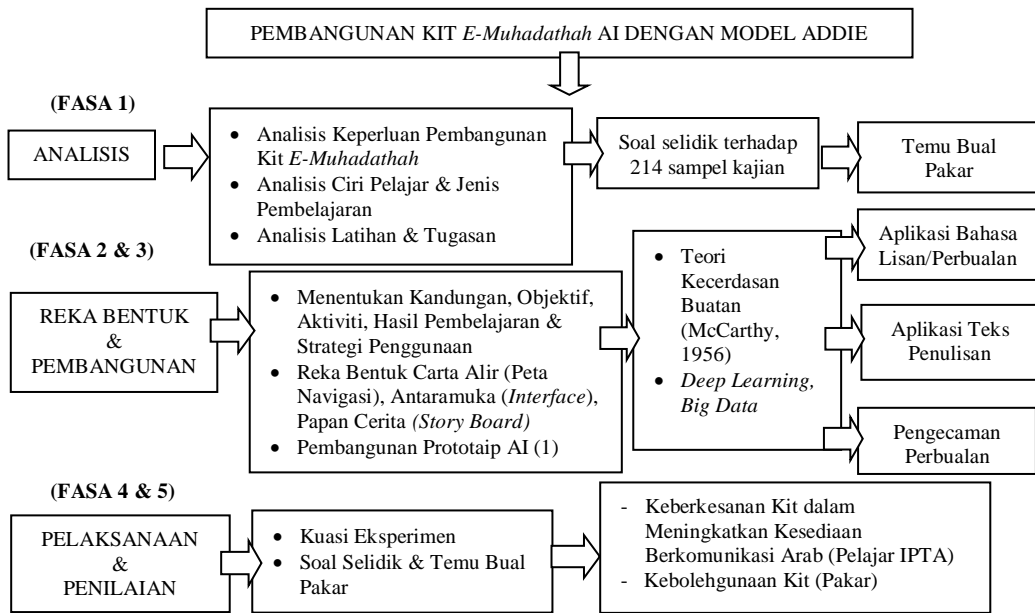 PEMBANGUNAN KIT E-Muhadathah AI DENGAN MODEL ADDIE
(FASA 1)
ANALISIS
• Analisis Keperluan Pembangunan
Kit E-Muhadathah
• Analisis Ciri Pelajar & Jenis
Pembelajaran
• Analisis Latihan & Tugasan
Soal selidik terhadap
214 sampel kajian
Temu Bual
Pakar
(FASA 2 & 3)
REKA BENTUK
&
PEMBANGUNAN
• Menentukan Kandungan, Objektif,
Aktiviti, Hasil Pembelajaran &
Strategi Penggunaan
• Reka Bentuk Carta Alir (Peta
Navigasi), Antaramuka (Interface),
Papan Cerita (Story Board)
• Pembangunan Prototaip AI (1)
• Teori
Kecerdasan
Buatan
(McCarthy,
1956)
• Deep Learning,
Big Data
Aplikasi Bahasa
Lisan/Perbualan
Aplikasi Teks
Penulisan
Pengecaman
Perbualan
(FASA 4 & 5)
PELAKSANAAN
&
PENILAIAN
• Kuasi Eksperimen
• Soal Selidik & Temu Bual
Pakar
- Keberkesanan Kit dalam
Meningkatkan Kesediaan
Berkomunikasi Arab (Pelajar IPTA)
- Kebolehgunaan Kit (Pakar)